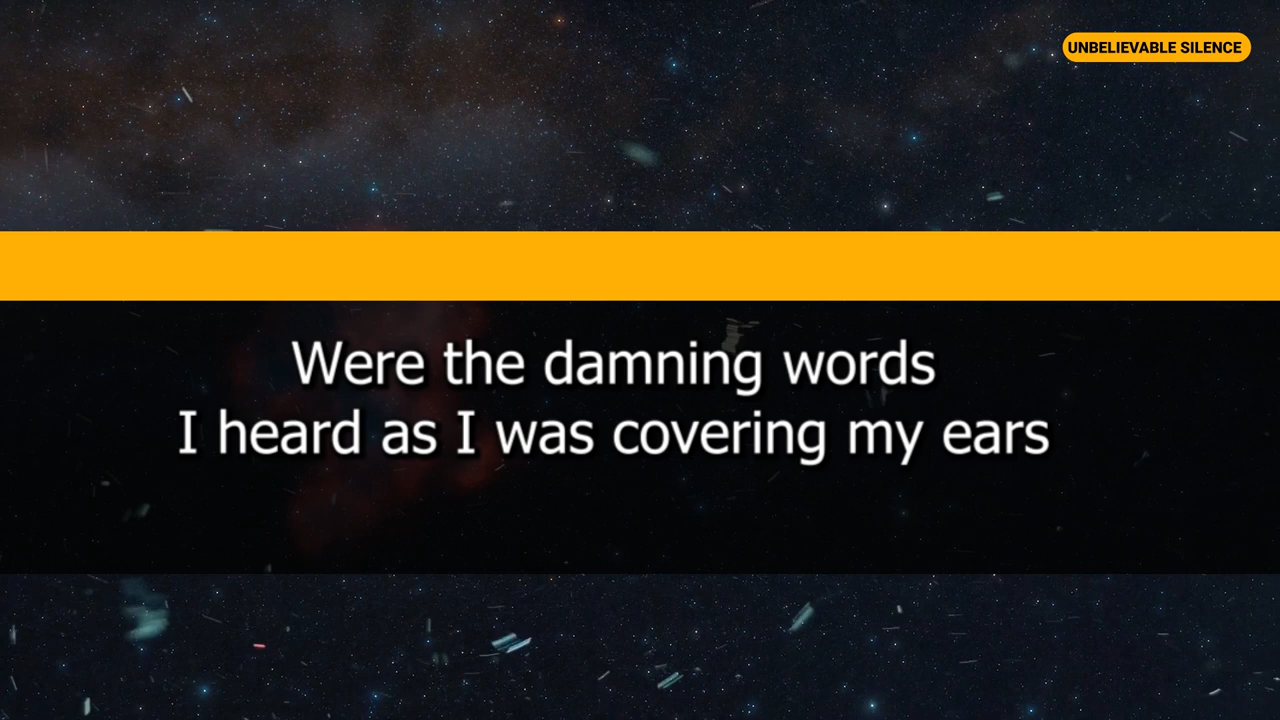 UNBELIEVABLE SILENCE
Were the damning words
I heard as I was covering my ears